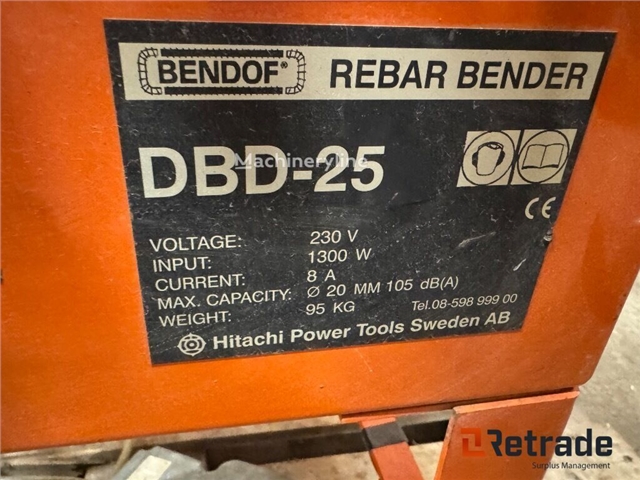 BENDOF® REBAR BENDER
DBD-25
Machineryline
VOLTAGE: 230 V
INPUT: 1300 W
CURRENT: 8 A
MAX. CAPACITY: Ø 20 MM 105 dB(A)
WEIGHT: 95 KG Tel.08-598 999 00
CE
Hitachi Power Tools Sweden AB
Retrade
Surplus Management